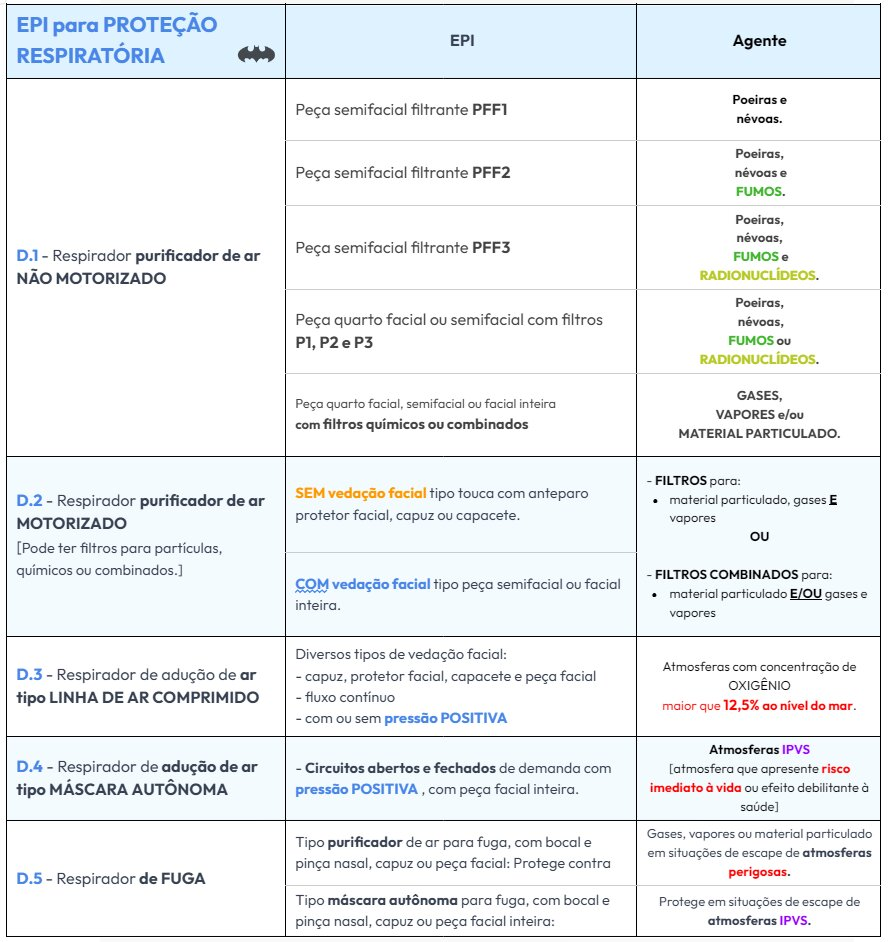 EPI para PROTEÇÃO
RESPIRATÓRIA
EPI
Agente
D.1 - Respirador purificador de ar
NÃO MOTORIZADO
Peça semifacial filtrante PFF1
Poeiras e
névoas.
Peça semifacial filtrante PFF2
Poeiras,
névoas e
FUMOS.
Peça semifacial filtrante PFF3
Poeiras,
névoas,
FUMOS e
RADIONUCLÍDEOS.
Peça quarto facial ou semifacial com filtros
P1, P2 e P3
Poeiras,
névoas,
FUMOS ou
RADIONUCLÍDEOS.
Peça quarto facial, semifacial ou facial inteira
com filtros químicos ou combinados
GASES,
VAPORES e/ou
MATERIAL PARTICULADO.
D.2 - Respirador purificador de ar
MOTORIZADO
[Pode ter filtros para partículas,
químicos ou combinados.]
SEM vedação facial tipo touca com anteparo
protetor facial, capuz ou capacete.
COM vedação facial tipo peça semifacial ou facial
inteira.
- FILTROS para:
• material particulado, gases E
vapores
OU
- FILTROS COMBINADOS para:
• material particulado E/OU gases e
vapores
D.3 - Respirador de adução de ar
tipo LINHA DE AR COMPRIMIDO
Diversos tipos de vedação facial:
- capuz, protetor facial, capacete e peça facial
- fluxo contínuo
- com ou sem pressão POSITIVA
Atmosferas com concentração de
OXIGÊNIO
maior que 12,5% ao nível do mar.
D.4 - Respirador de adução de ar
tipo MÁSCARA AUTÔNOMA
- Circuitos abertos e fechados de demanda com
pressão POSITIVA , com peça facial inteira.
Atmosferas IPVS
[atmosfera que apresente risco
imediato à vida ou efeito debilitante à
saúde]
D.5 - Respirador de FUGA
Tipo purificador de ar para fuga, com bocal e
pinça nasal, capuz ou peça facial: Protege contra
Gases, vapores ou material particulado
em situações de escape de atmosferas
perigosas.
Tipo máscara autônoma para fuga, com bocal e
pinça nasal, capuz ou peça facial inteira:
Protege em situações de escape de
atmosferas IPVS.